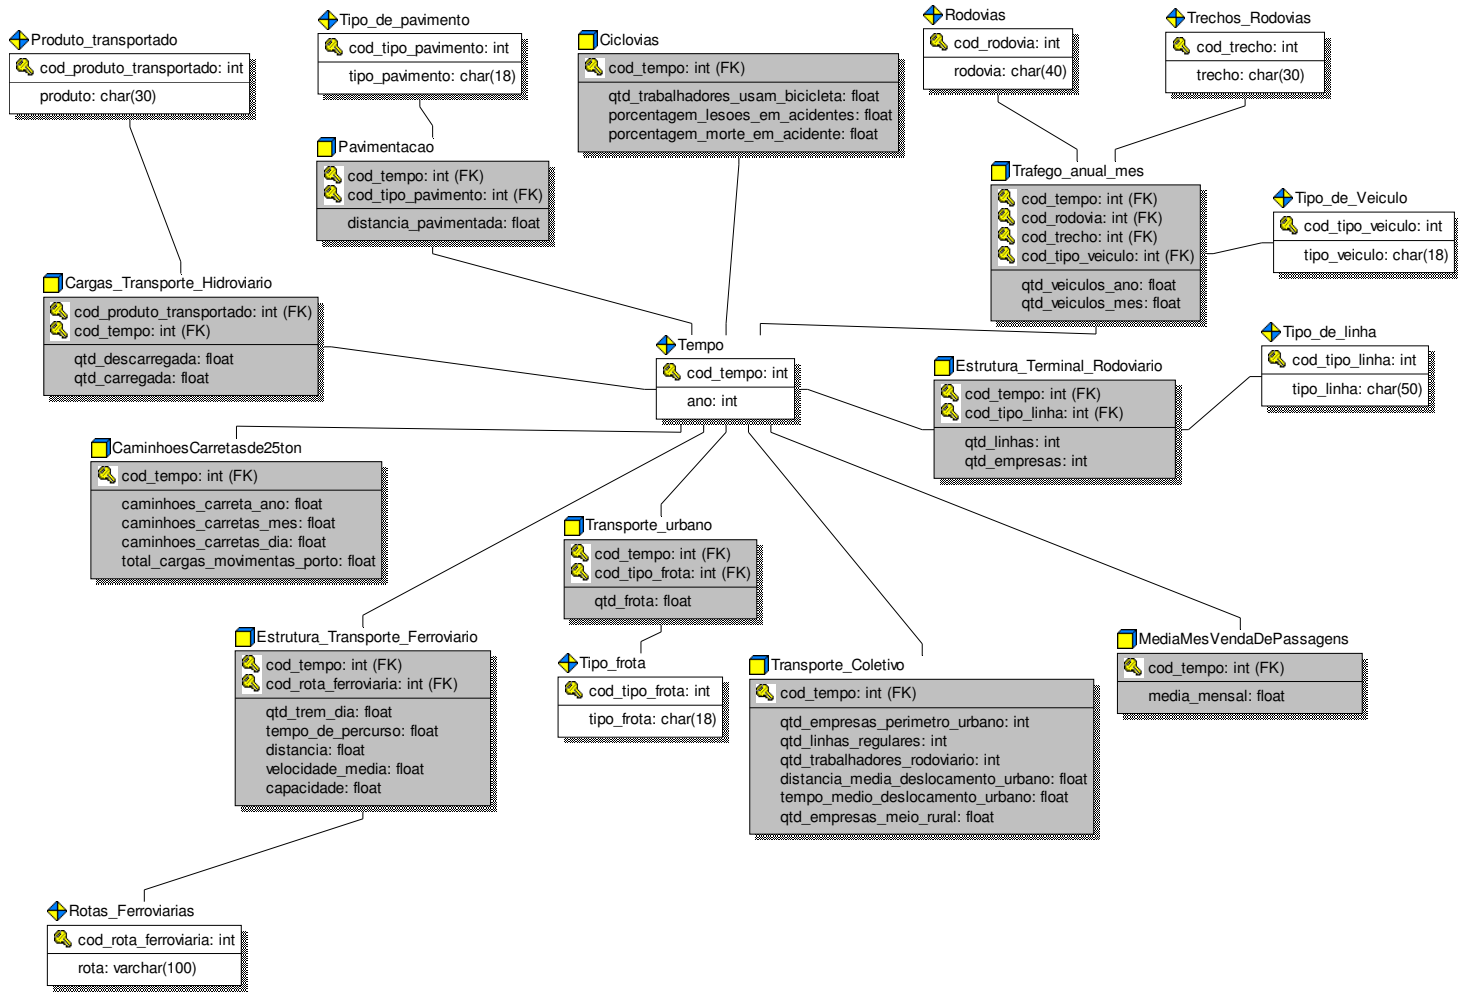 Produto_transportado
cod_produto_transportado: int
produto: char(30)
Tipo_de_pavimento
cod_tipo_pavimento: int
tipo_pavimento: char(18)
Ciclovias
cod_tempo: int (FK)
qtd_trabalhadores_usam_bicicleta: float
porcentagem_lesoes_em_acidentes: float
porcentagem_morte_em_acidente: float
Rodovias
cod_rodovia: int
rodovia: char(40)
Trechos_Rodovias
cod_trecho: int
trecho: char(30)
Pavimentacao
cod_tempo: int (FK)
cod_tipo_pavimento: int (FK)
distancia_pavimentada: float
Trafego_anual_mes
cod_tempo: int (FK)
cod_rodovia: int (FK)
cod_trecho: int (FK)
cod_tipo_veiculo: int (FK)
qtd_veiculos_ano: float
qtd_veiculos_mes: float
Tipo_de_Veiculo
cod_tipo_veiculo: int
tipo_veiculo: char(18)
Cargas_Transporte_Hidroviario
cod_produto_transportado: int (FK)
cod_tempo: int (FK)
qtd_descarregada: float
qtd_carregada: float
Tempo
cod_tempo: int
ano: int
Estrutura_Terminal_Rodoviario
cod_tempo: int (FK)
cod_tipo_linha: int (FK)
qtd_linhas: int
qtd_empresas: int
Tipo_de_linha
cod_tipo_linha: int
tipo_linha: char(50)
CaminhoesCarretasde25ton
cod_tempo: int (FK)
caminhoes_carreta_ano: float
caminhoes_carretas_mes: float
caminhoes_carretas_dia: float
total_cargas_movimentas_porto: float
Transporte_urbano
cod_tempo: int (FK)
cod_tipo_frota: int (FK)
qtd_frota: float
Estrutura_Transporte_Ferroviario
cod_tempo: int (FK)
cod_rota_ferroviaria: int (FK)
qtd_trem_dia: float
tempo_de_percurso: float
distancia: float
velocidade_media: float
capacidade: float
Tipo_frota
cod_tipo_frota: int
tipo_frota: char(18)
Transporte_Coletivo
cod_tempo: int (FK)
qtd_empresas_perimetro_urbano: int
qtd_linhas_regulares: int
qtd_trabalhadores_rodoviario: int
distancia_media_deslocamento_urbano: float
tempo_medio_deslocamento_urbano: float
qtd_empresas_meio_rural: float
MediaMesVendaDePassagens
cod_tempo: int (FK)
media_mensal: float
Rotas_Ferroviarias
cod_rota_ferroviaria: int
rota: varchar(100)